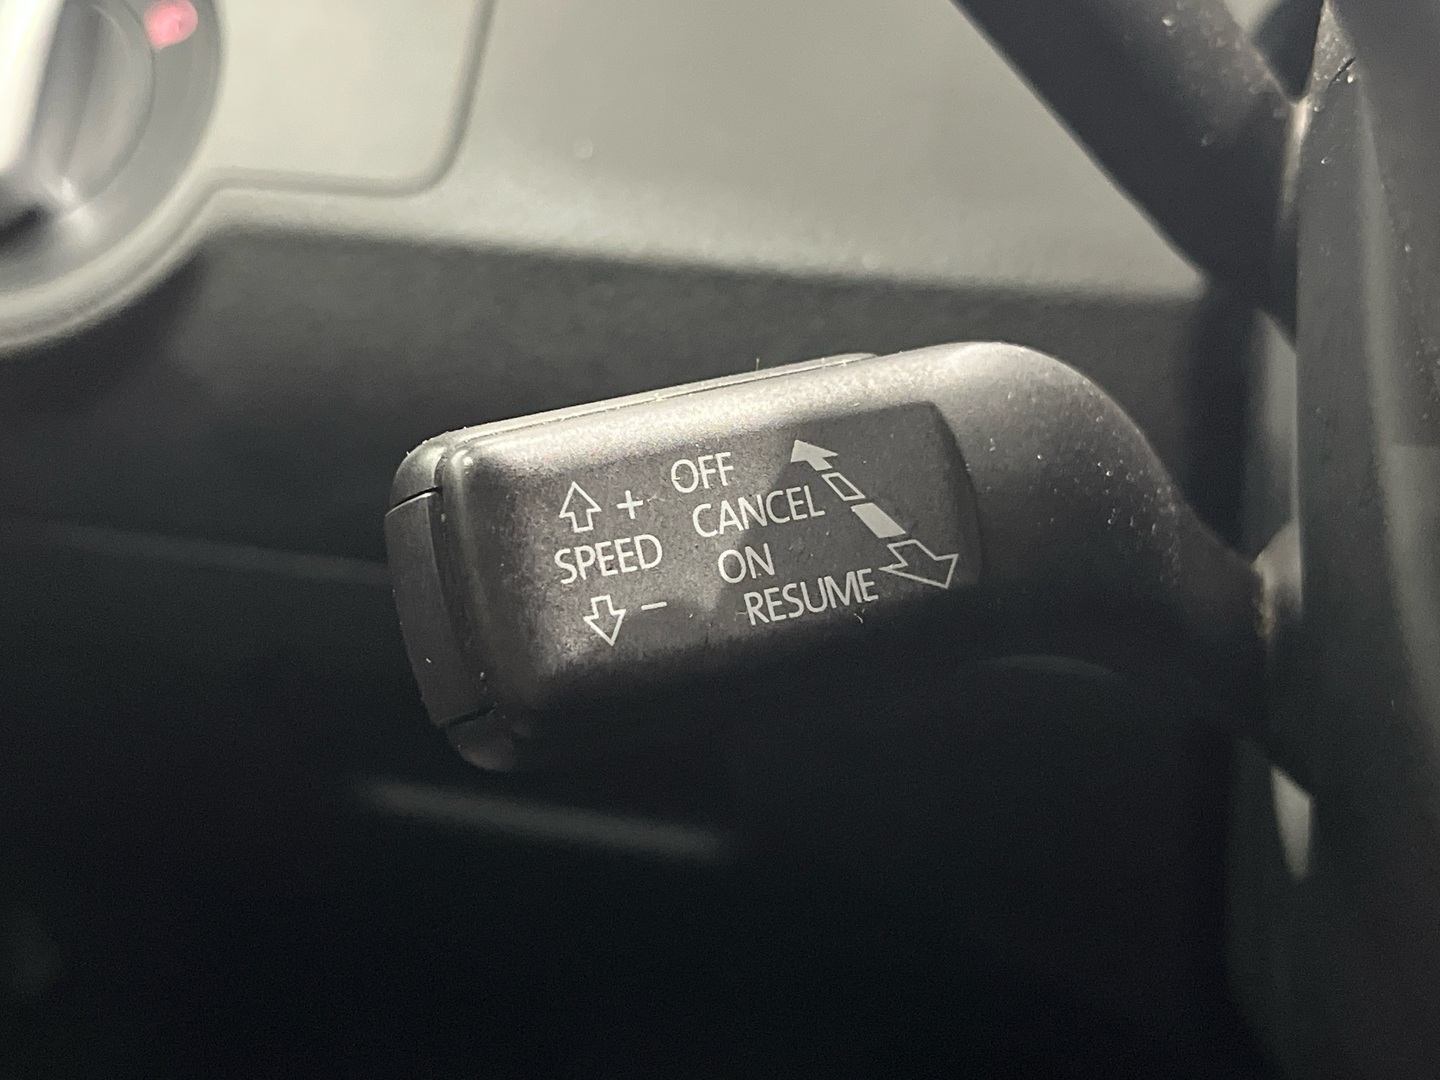 +
SPEED
−
OFF
CANCEL
ON
RESUME